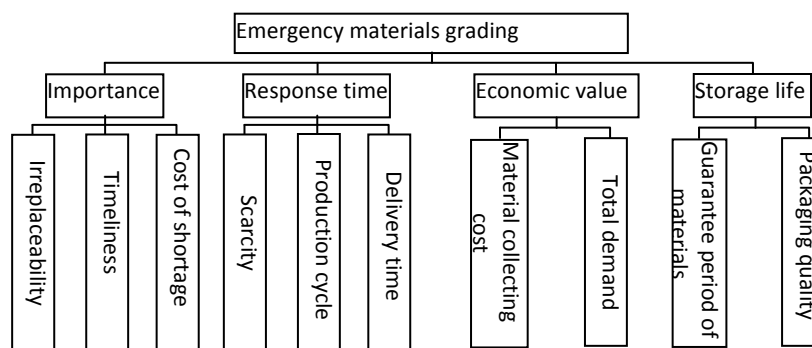 Emergency materials grading
Importance
Response time
Economic value
Storage life
Irreplaceability
Timeliness
Cost of shortage
Scarcity
Production cycle
Delivery time
Material collecting
cost
Total demand
Guarantee period of
materials
Packaging quality